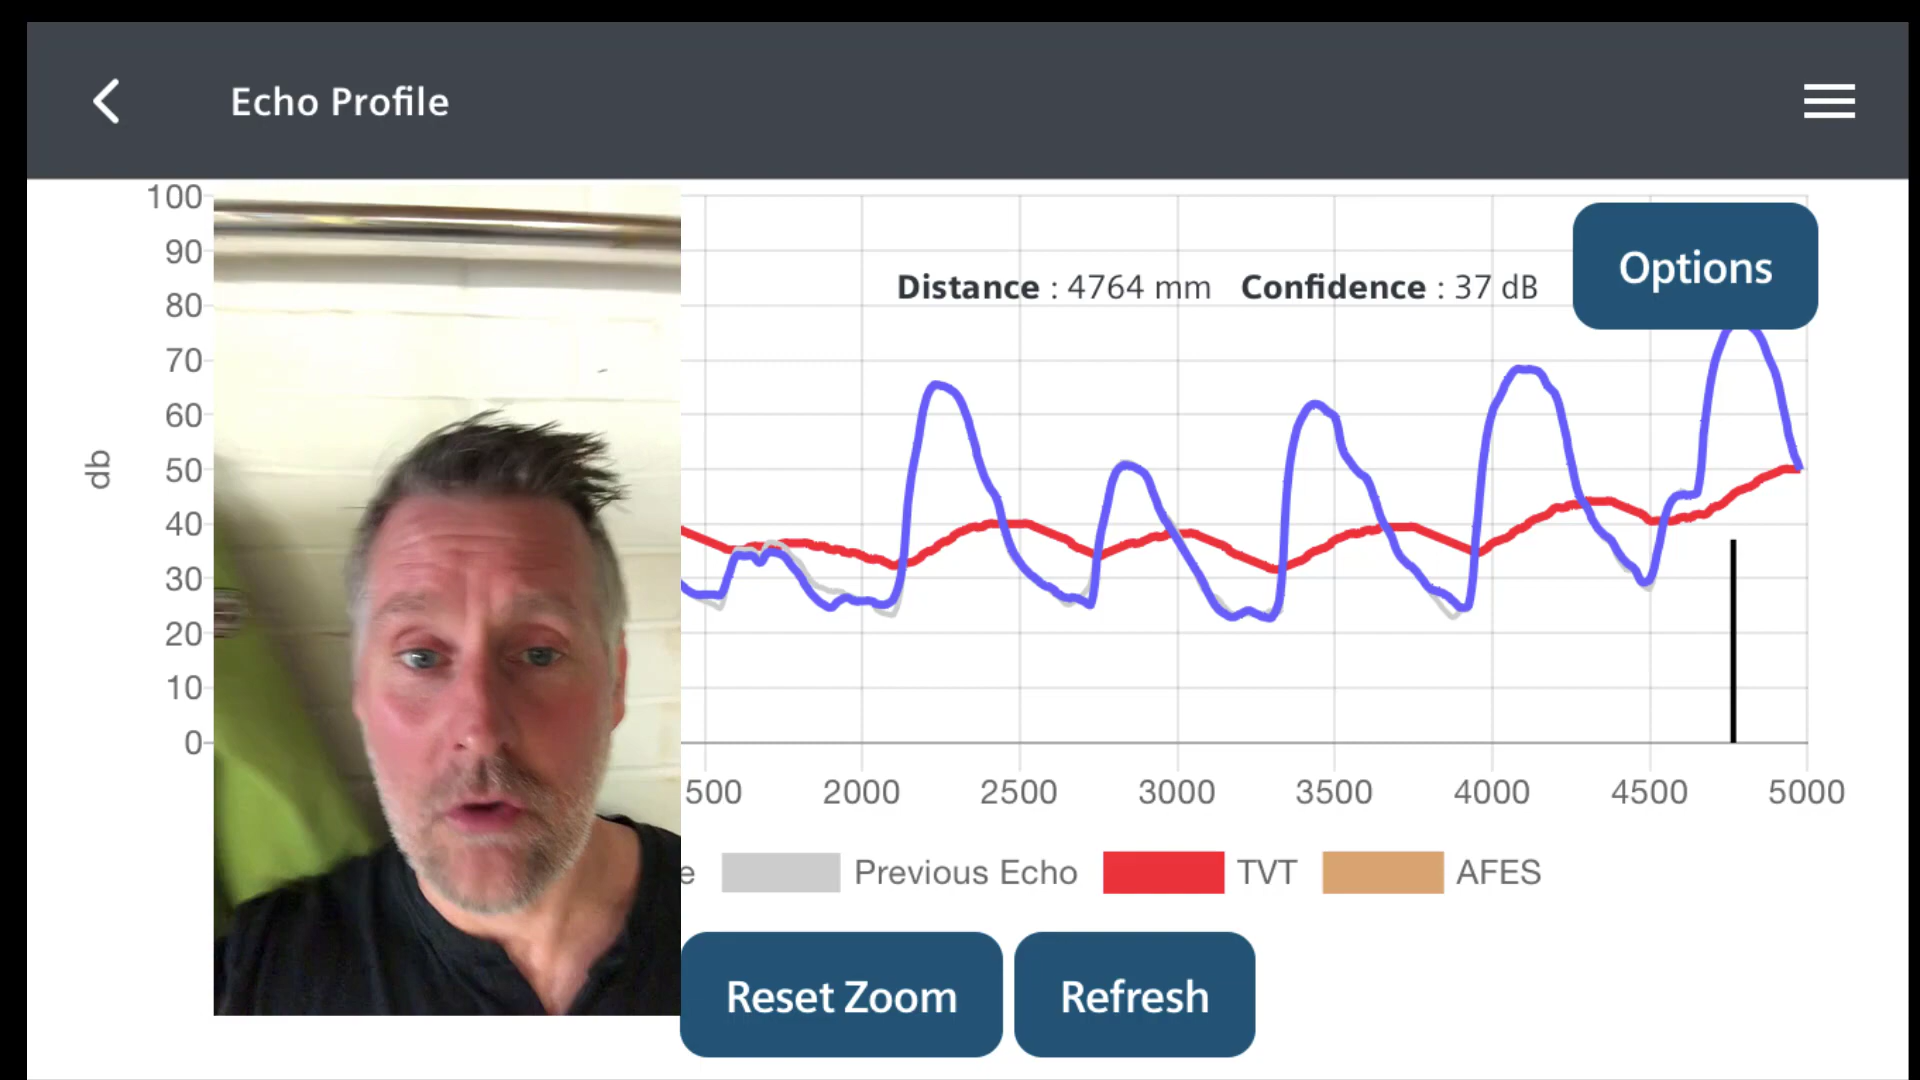 Echo Profile
100
90
80
70
60
50
40
30
20
10
0
db
Distance : 4764 mm Confidence : 37 dB
Options
500 2000 2500 3000 3500 4000 4500 5000
e Previous Echo TVT AFES
Reset Zoom Refresh